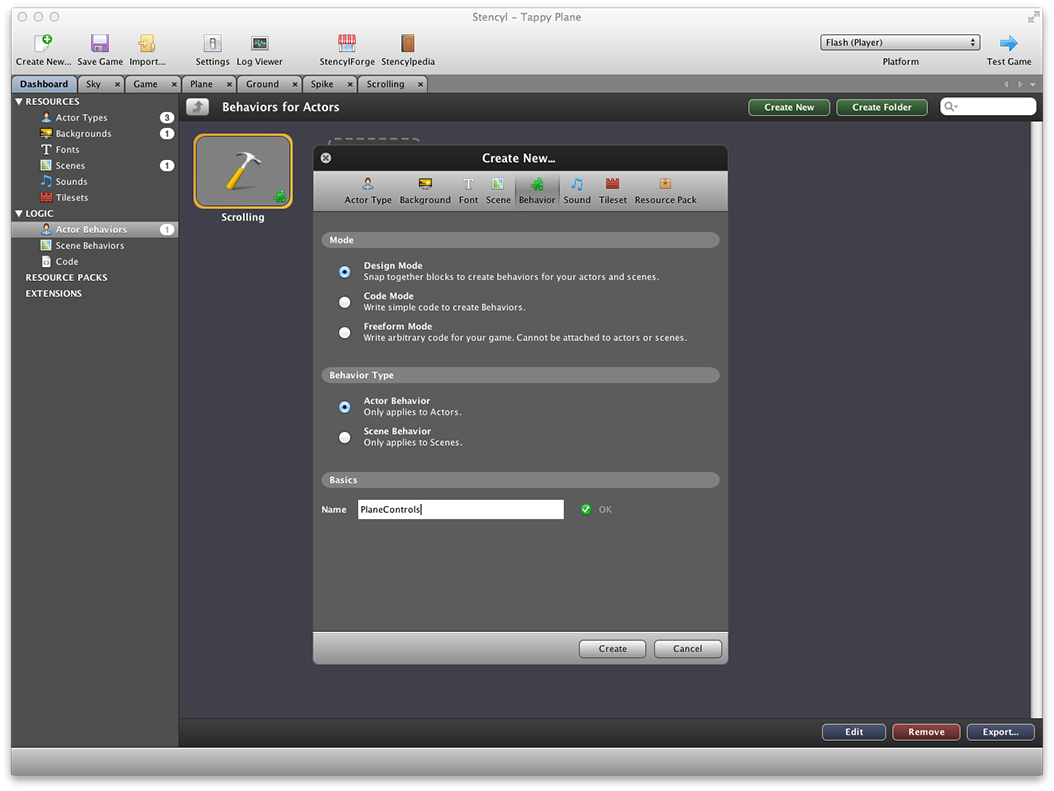 Stencyl – Tappy Plane
Create New... Save Game Import... Settings Log Viewer StencylForge Stencylpedia
Flash (Player)
Platform
Test Game
Dashboard Sky Game Plane Ground Spike Scrolling
RESOURCES
Actor Types 3
Backgrounds 1
Fonts
Scenes 1
Sounds
Tilesets
LOGIC
Actor Behaviors 1
Scene Behaviors
Code
RESOURCE PACKS
EXTENSIONS
Behaviors for Actors
Create New
Create Folder
Scrolling
Create New...
Actor Type Background Font Scene Behavior Sound Tileset Resource Pack
Mode
Design Mode
Snap together blocks to create behaviors for your actors and scenes.
Code Mode
Write simple code to create Behaviors.
Freeform Mode
Write arbitrary code for your game. Cannot be attached to actors or scenes.
Behavior Type
Actor Behavior
Only applies to Actors.
Scene Behavior
Only applies to Scenes.
Basics
Name PlaneControls OK
Create Cancel
Edit Remove Export...